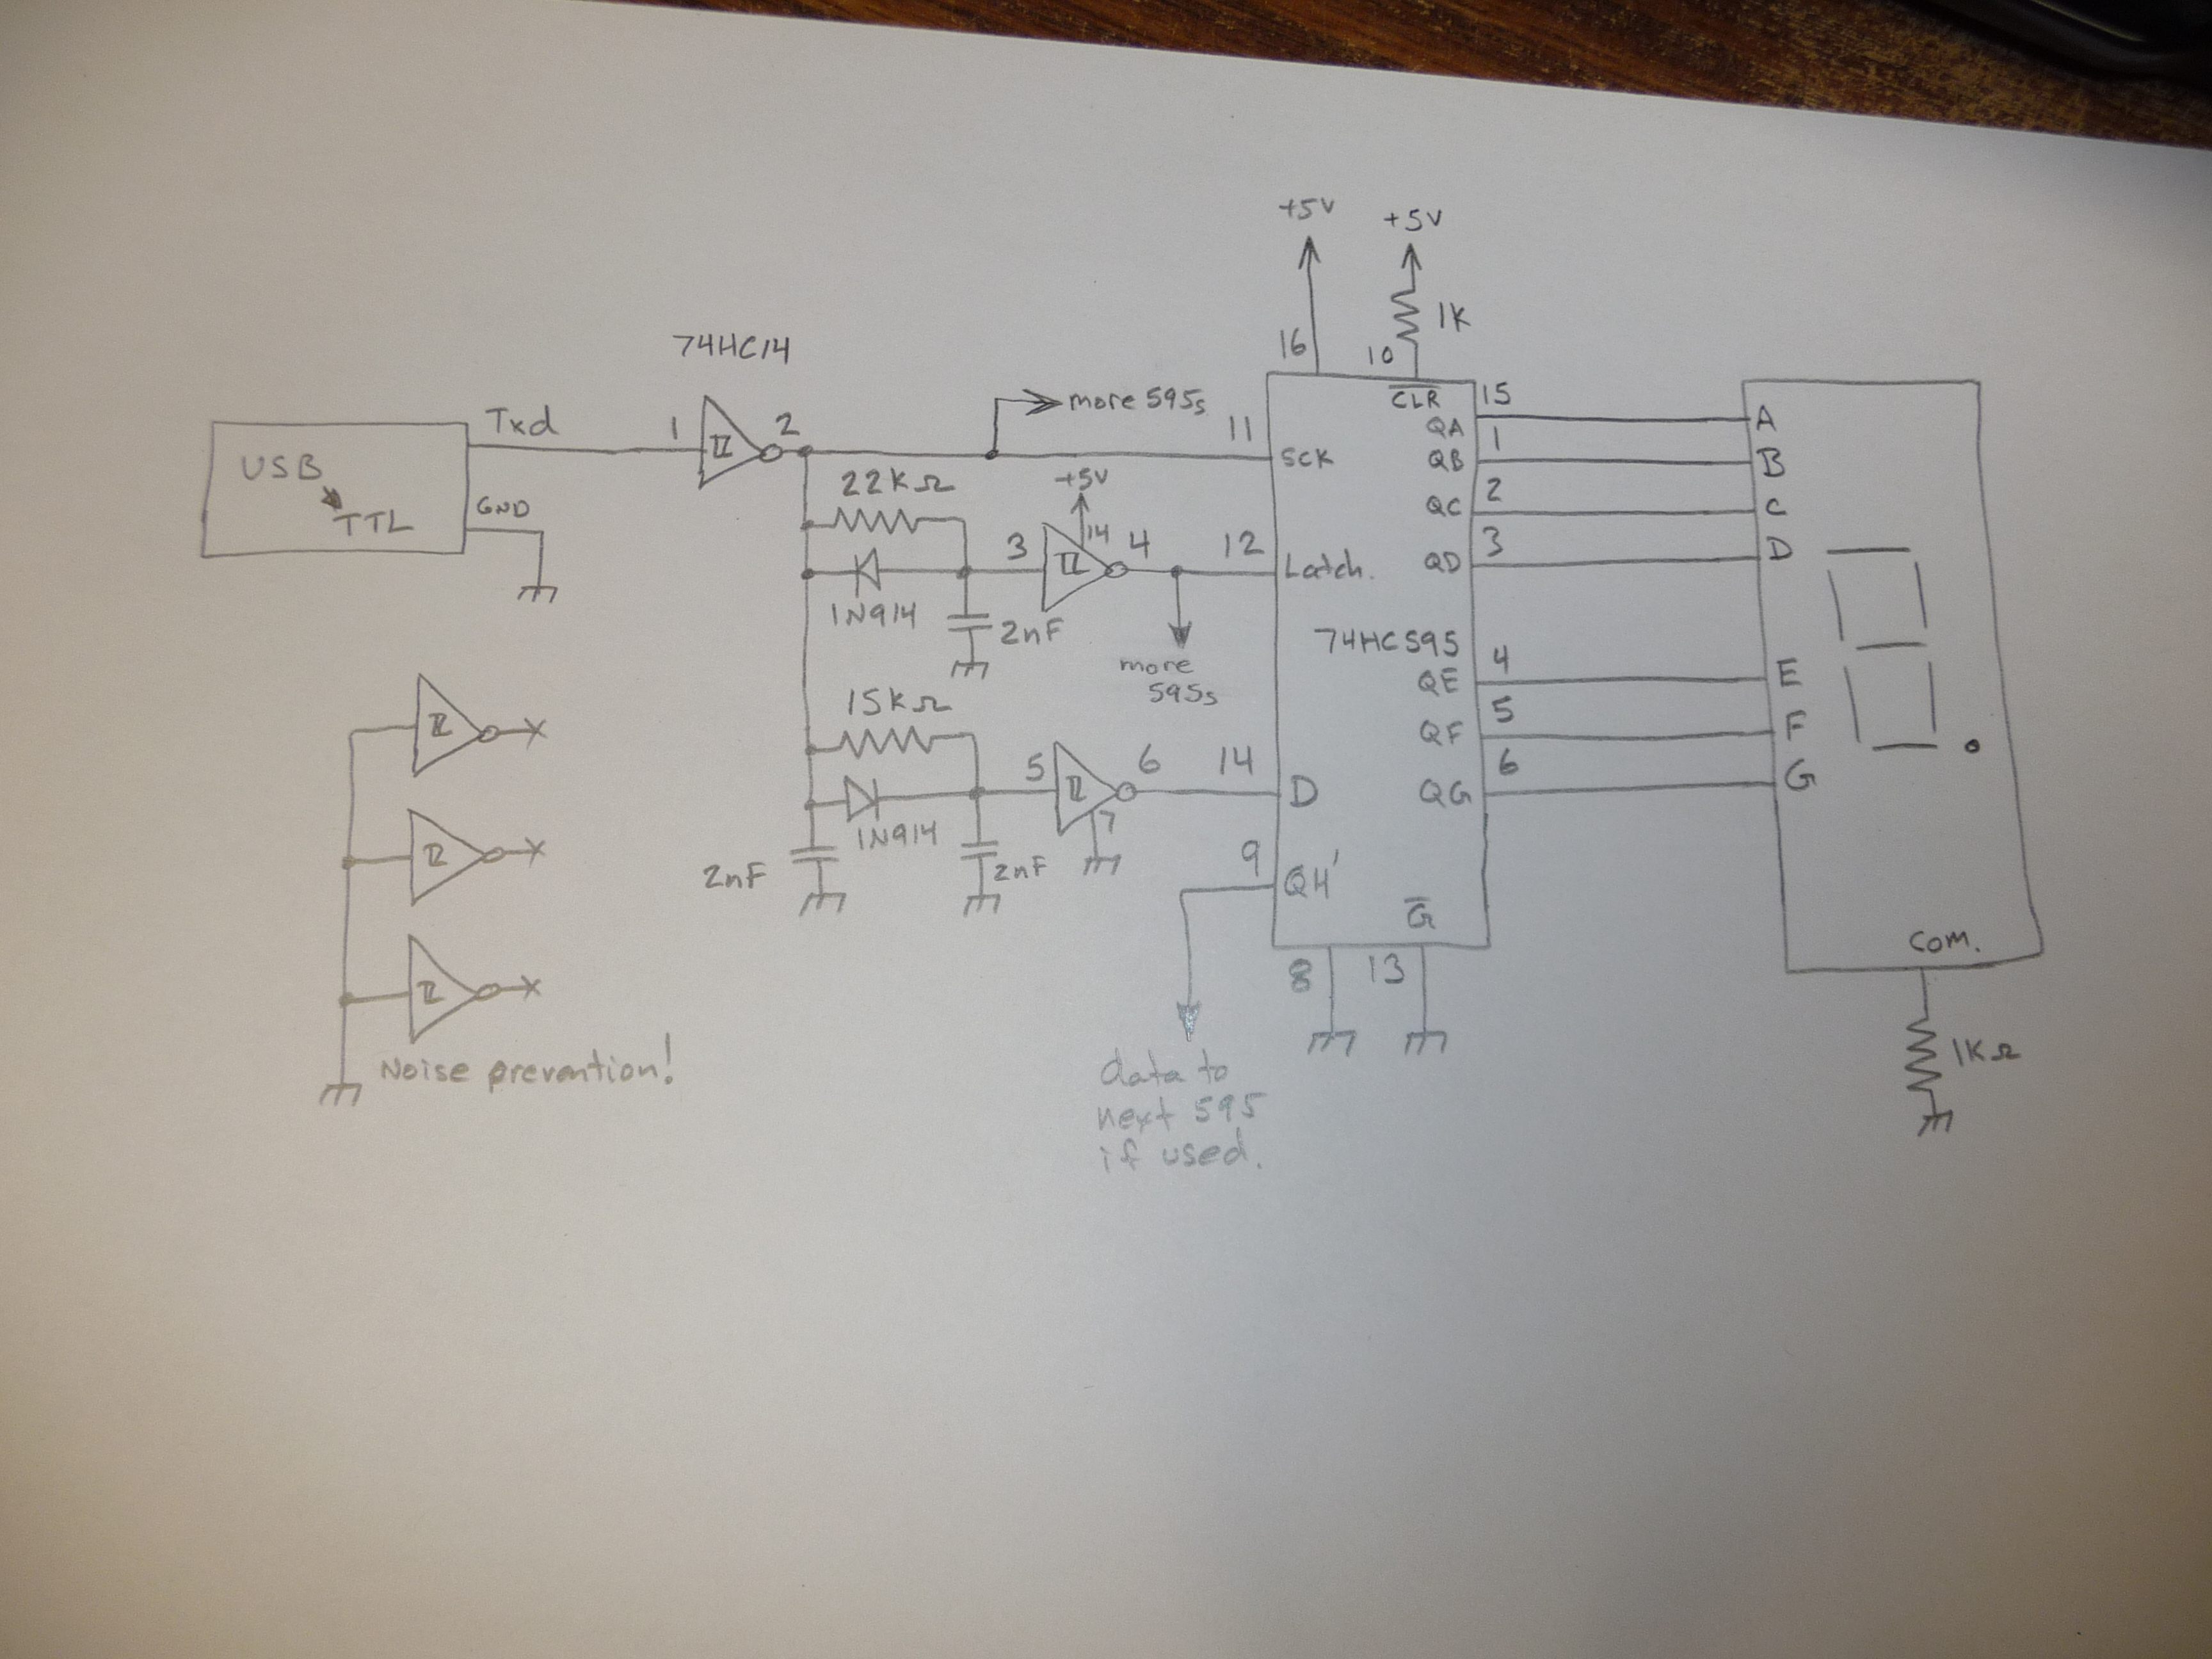 +5V
+5V
1K
16
10
74HC14
Txd
1
2
more 595s
11
CLR
15
QA
A
USB
TTL
GND
22KΩ
+5V
SCK
1
QB
B
2
QC
C
3
14
4
12
Latch.
3
QD
D
1N914
2nF
more
595s
74HC595
4
QE
E
15KΩ
5
QF
F
5
6
14
D
6
QG
G
7
1N914
2nF
2nF
9
QH'
G
Com.
8
13
1KΩ
Noise prevention!
data to
next 595
if used.